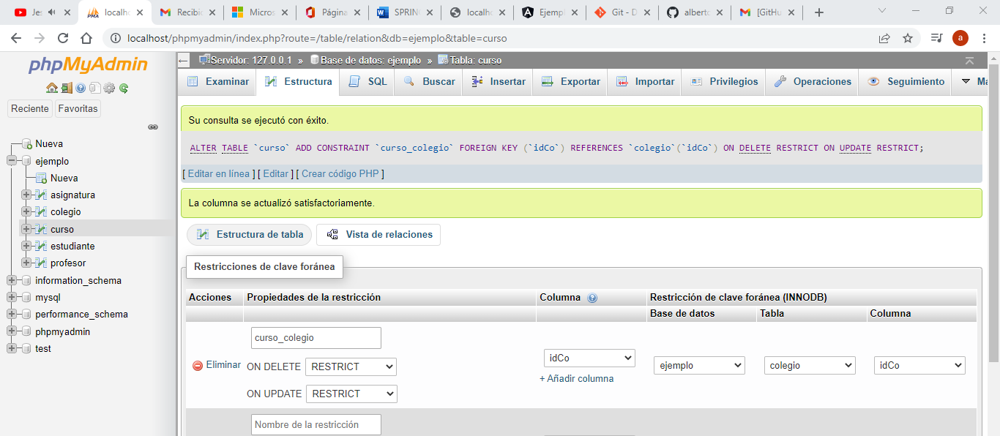 Jes
localho
Recibid
Micros
Página
SPRIN
localho
Ejempl
Git - D
alberto
[GitHu
localhost/phpmyadmin/index.php?route=/table/relation&db=ejemplo&table=curso
a
phpMyAdmin
Reciente Favoritas
Nueva
ejemplo
Nueva
asignatura
colegio
curso
estudiante
profesor
information_schema
mysql
performance_schema
phpmyadmin
test
Servidor: 127.0.0.1 » Base de datos: ejemplo » Tabla: curso
Examinar Estructura SQL Buscar Insertar Exportar Importar Privilegios Operaciones Seguimiento Má
Su consulta se ejecutó con éxito.
ALTER TABLE `curso` ADD CONSTRAINT `curso_colegio` FOREIGN KEY (`idCo`) REFERENCES `colegio`(`idCo`) ON DELETE RESTRICT ON UPDATE RESTRICT;
[ Editar en línea ] [ Editar ] [ Crear código PHP ]
La columna se actualizó satisfactoriamente.
Estructura de tabla Vista de relaciones
Restricciones de clave foránea
Acciones Propiedades de la restricción Columna Restricción de clave foránea (INNODB)
Base de datos Tabla Columna
curso_colegio
Eliminar ON DELETE RESTRICT idCo ejemplo colegio idCo
+ Añadir columna
ON UPDATE RESTRICT
Nombre de la restricción